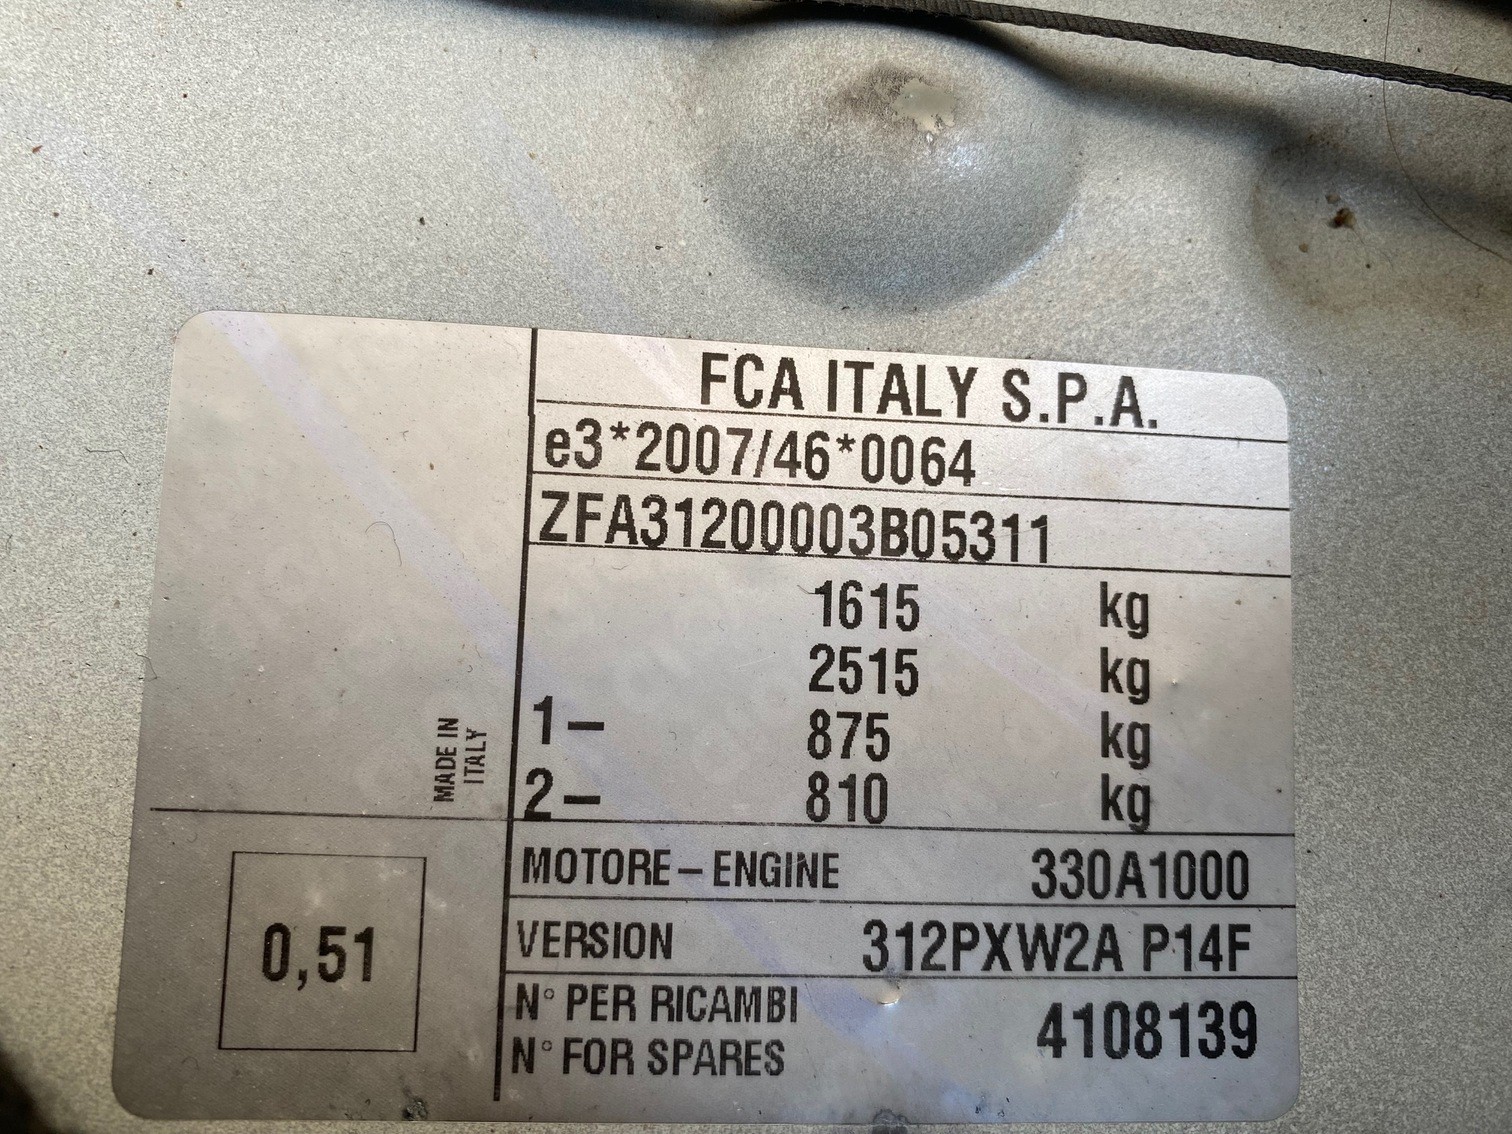 FCA ITALY S.P.A.
e3*2007/46*0064
ZFA31200003B05311
1615 kg
2515 kg
1– 875 kg
2– 810 kg
MADE IN
ITALY
MOTORE – ENGINE 330A1000
0,51
VERSION 312PXW2A P14F
N° PER RICAMBI
N° FOR SPARES
4108139